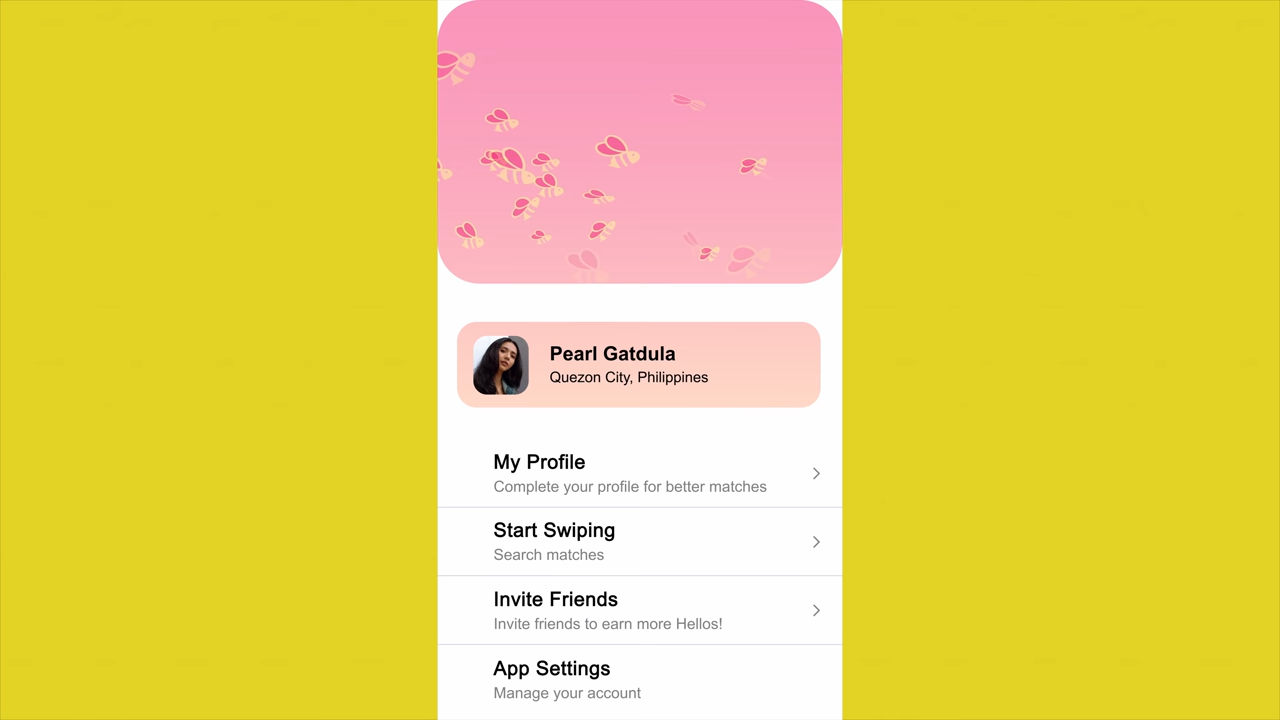 Pearl Gatdula
Quezon City, Philippines
My Profile
Complete your profile for better matches
Start Swiping
Search matches
Invite Friends
Invite friends to earn more Hellos!
App Settings
Manage your account